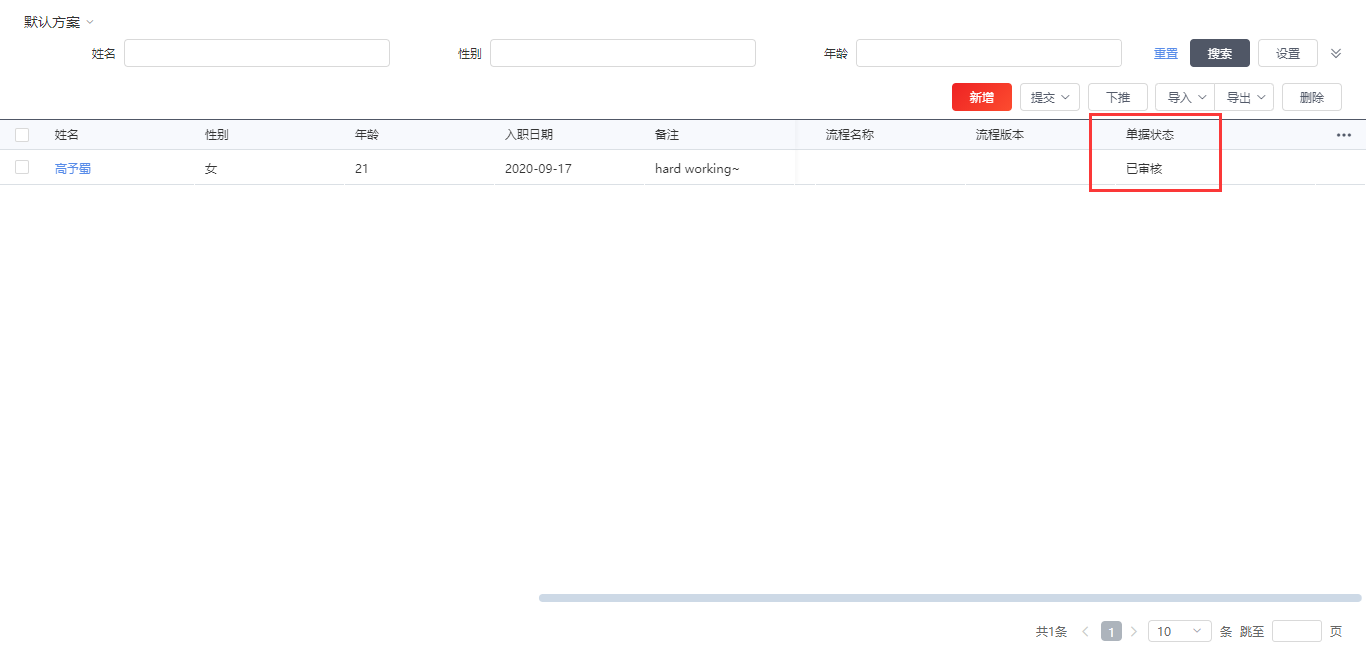 默认方案
姓名 性别 年龄 重置 搜索 设置
新增 提交 下推 导入 导出 删除
姓名 性别 年龄 入职日期 备注 流程名称 流程版本 单据状态
高予蜀 女 21 2020-09-17 hard working~ 已审核
共1条 1 10 条 跳至 页